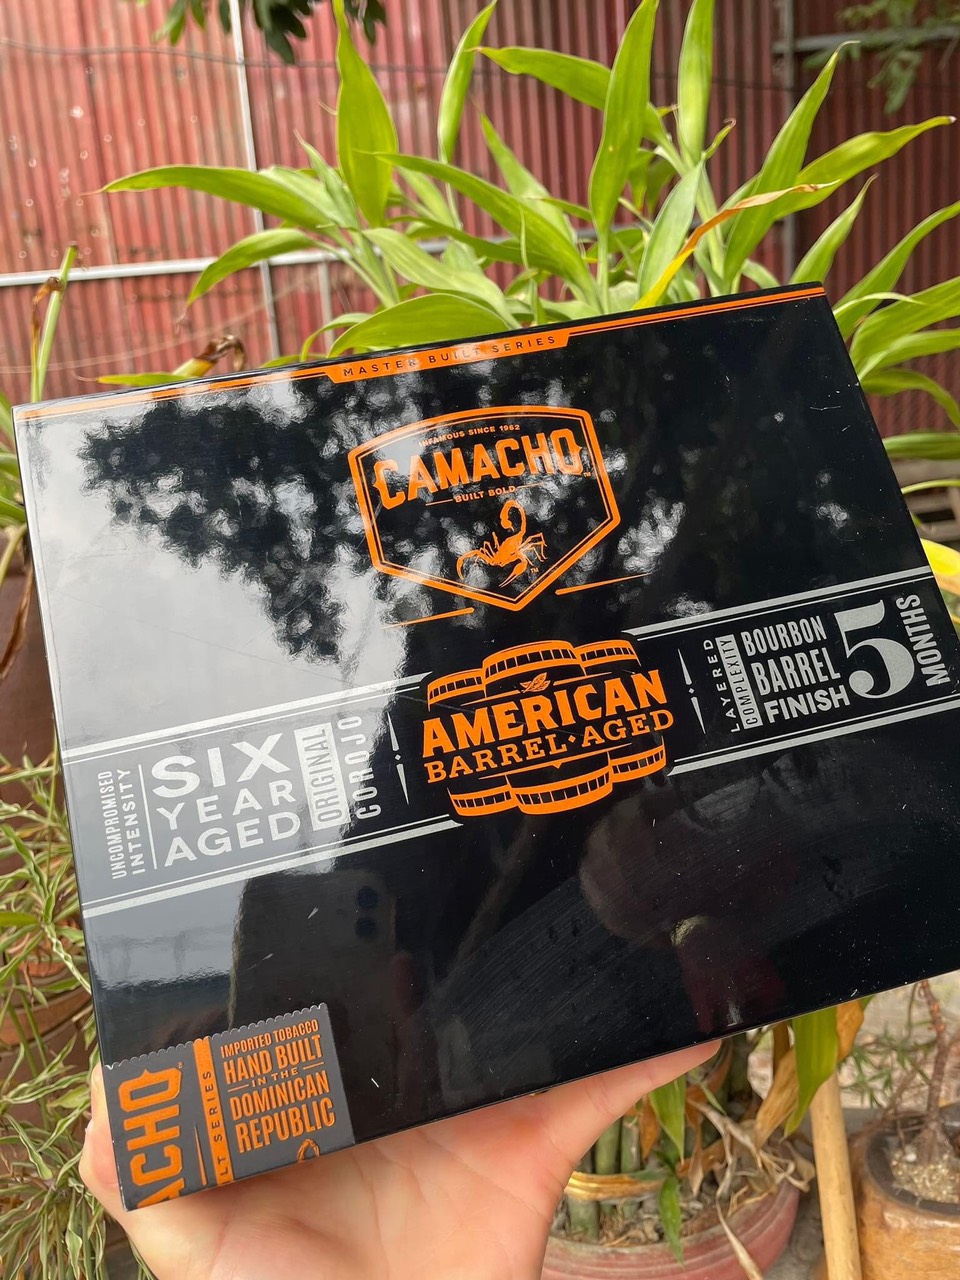 MASTER BUILT SERIES
INFAMOUS SINCE 1962
CAMACHO
BUILT BOLD
TM
UNCOMPROMISED
INTENSITY
SIX
YEAR
AGED
ORIGINAL
COROJO
AMERICAN
BARREL-AGED
LAYERED
COMPLEXITY
BOURBON
BARREL
FINISH
5
MONTHS
ACHO
LT SERIES
IMPORTED TOBACCO
HAND BUILT
IN THE
DOMINICAN
REPUBLIC